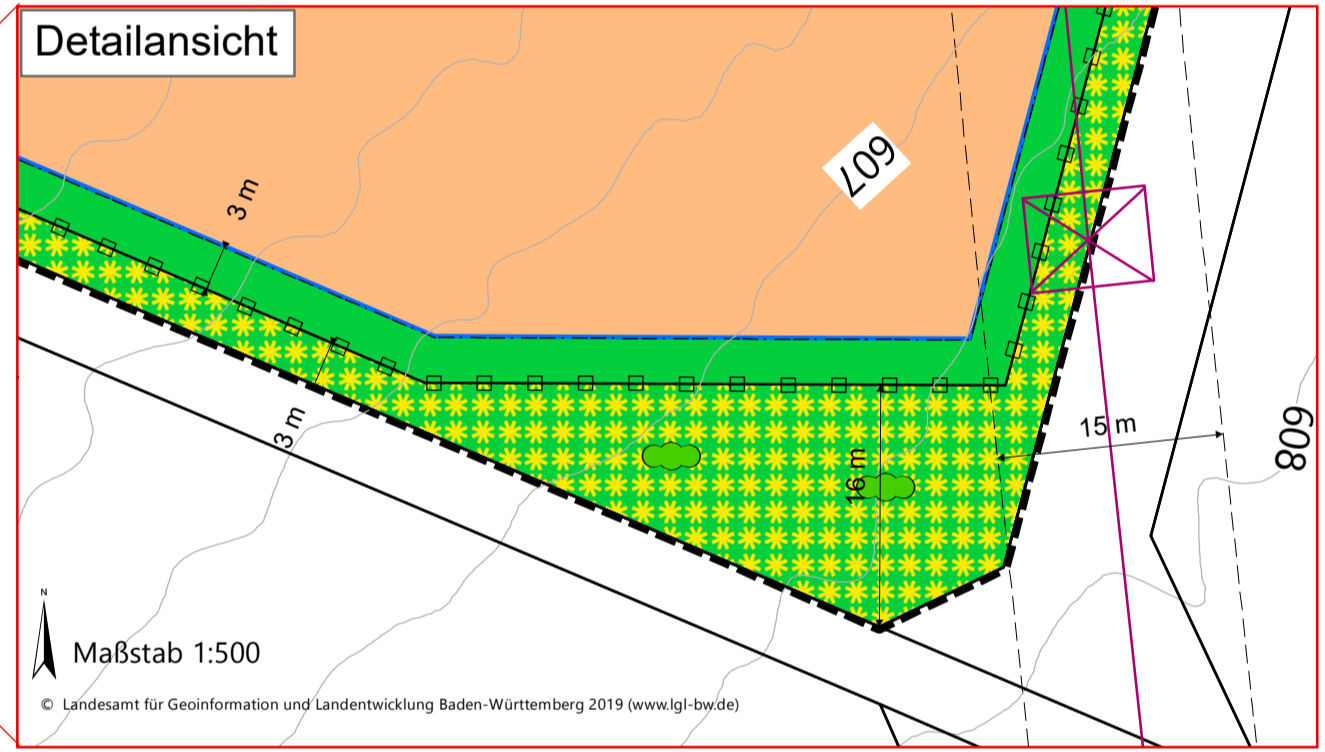 Detailansicht
3 m
607
3 m
16 m
15 m
608
N
Maßstab 1:500
© Landesamt für Geoinformation und Landentwicklung Baden-Württemberg 2019 (www.lgl-bw.de)